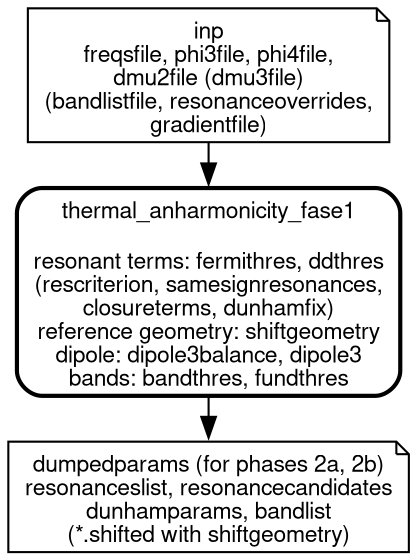 inp
freqsfile, phi3file, phi4file,
dmu2file (dmu3file)
(bandlistfile, resonanceoverrides,
gradientfile)
thermal_anharmonicity_fase1
resonant terms: fermithres, ddthres
(rescriterion, samesignresonances,
closureterms, dunhamfix)
reference geometry: shiftgeometry
dipole: dipole3balance, dipole3
bands: bandthres, fundthres
dumpedparams (for phases 2a, 2b)
resonanceslist, resonancecandidates
dunhamparams, bandlist
(*.shifted with shiftgeometry)